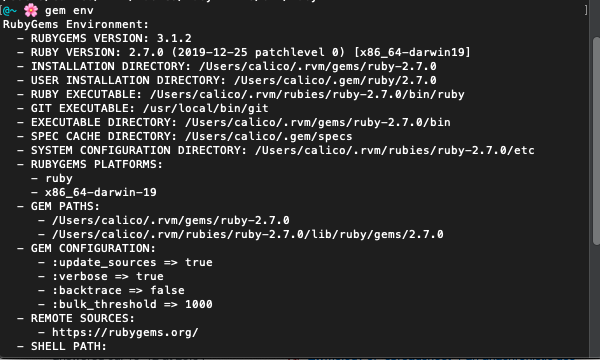 [@~ 🌸 gem env ]
RubyGems Environment:
- RUBYGEMS VERSION: 3.1.2
- RUBY VERSION: 2.7.0 (2019-12-25 patchlevel 0) [x86_64-darwin19]
- INSTALLATION DIRECTORY: /Users/calico/.rvm/gems/ruby-2.7.0
- USER INSTALLATION DIRECTORY: /Users/calico/.gem/ruby/2.7.0
- RUBY EXECUTABLE: /Users/calico/.rvm/rubies/ruby-2.7.0/bin/ruby
- GIT EXECUTABLE: /usr/local/bin/git
- EXECUTABLE DIRECTORY: /Users/calico/.rvm/gems/ruby-2.7.0/bin
- SPEC CACHE DIRECTORY: /Users/calico/.gem/specs
- SYSTEM CONFIGURATION DIRECTORY: /Users/calico/.rvm/rubies/ruby-2.7.0/etc
- RUBYGEMS PLATFORMS:
- ruby
- x86_64-darwin-19
- GEM PATHS:
- /Users/calico/.rvm/gems/ruby-2.7.0
- /Users/calico/.rvm/rubies/ruby-2.7.0/lib/ruby/gems/2.7.0
- GEM CONFIGURATION:
- :update_sources => true
- :verbose => true
- :backtrace => false
- :bulk_threshold => 1000
- REMOTE SOURCES:
- https://rubygems.org/
- SHELL PATH: